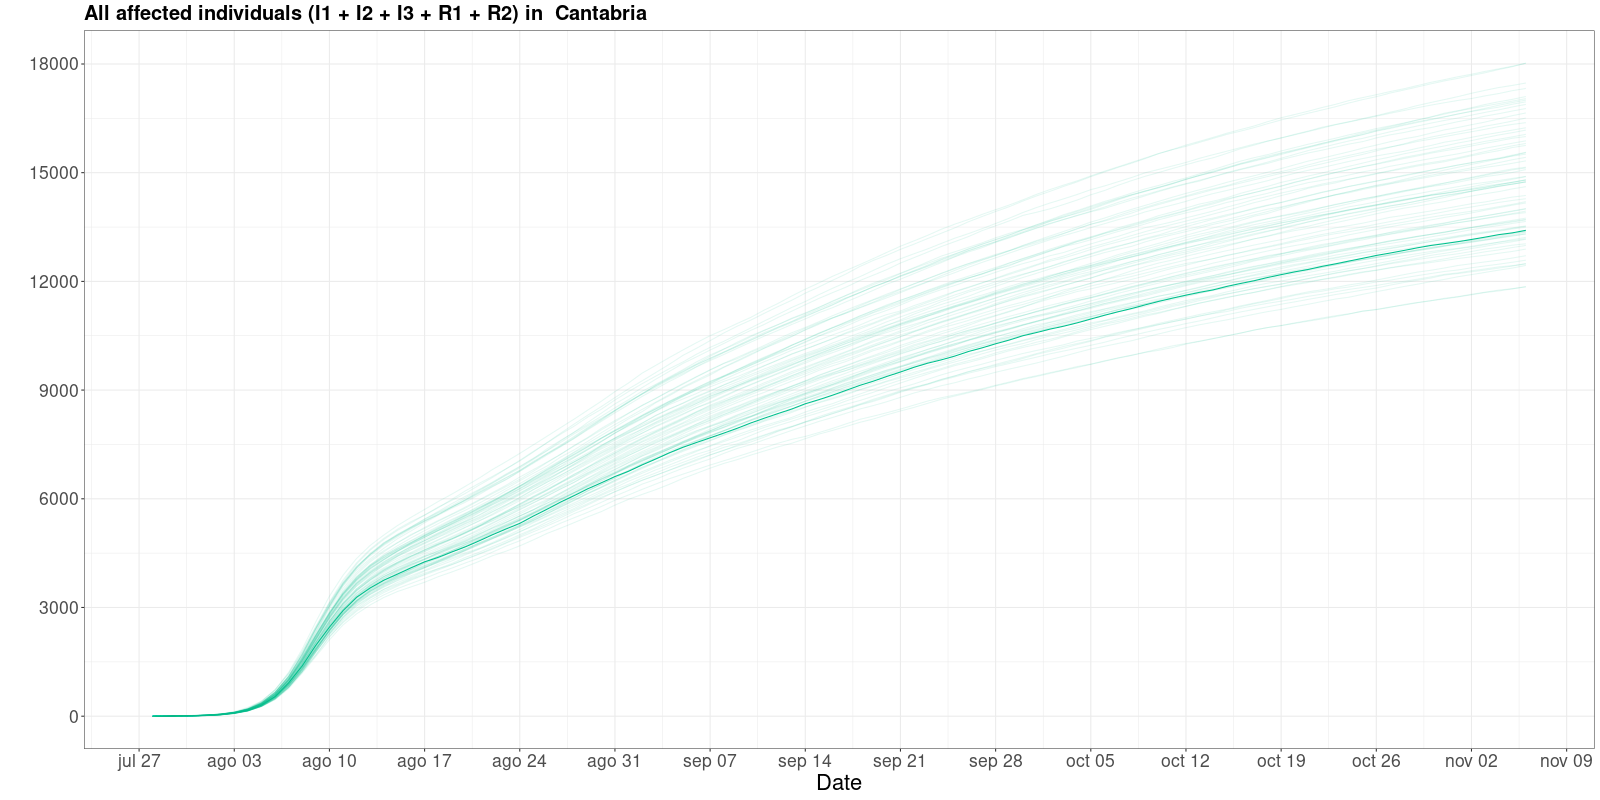 All affected individuals (I1 + I2 + I3 + R1 + R2) in  Cantabria
18000
15000
12000
9000
6000
3000
0
jul 27 ago 03 ago 10 ago 17 ago 24 ago 31 sep 07 sep 14 sep 21 sep 28 oct 05 oct 12 oct 19 oct 26 nov 02 nov 09
Date